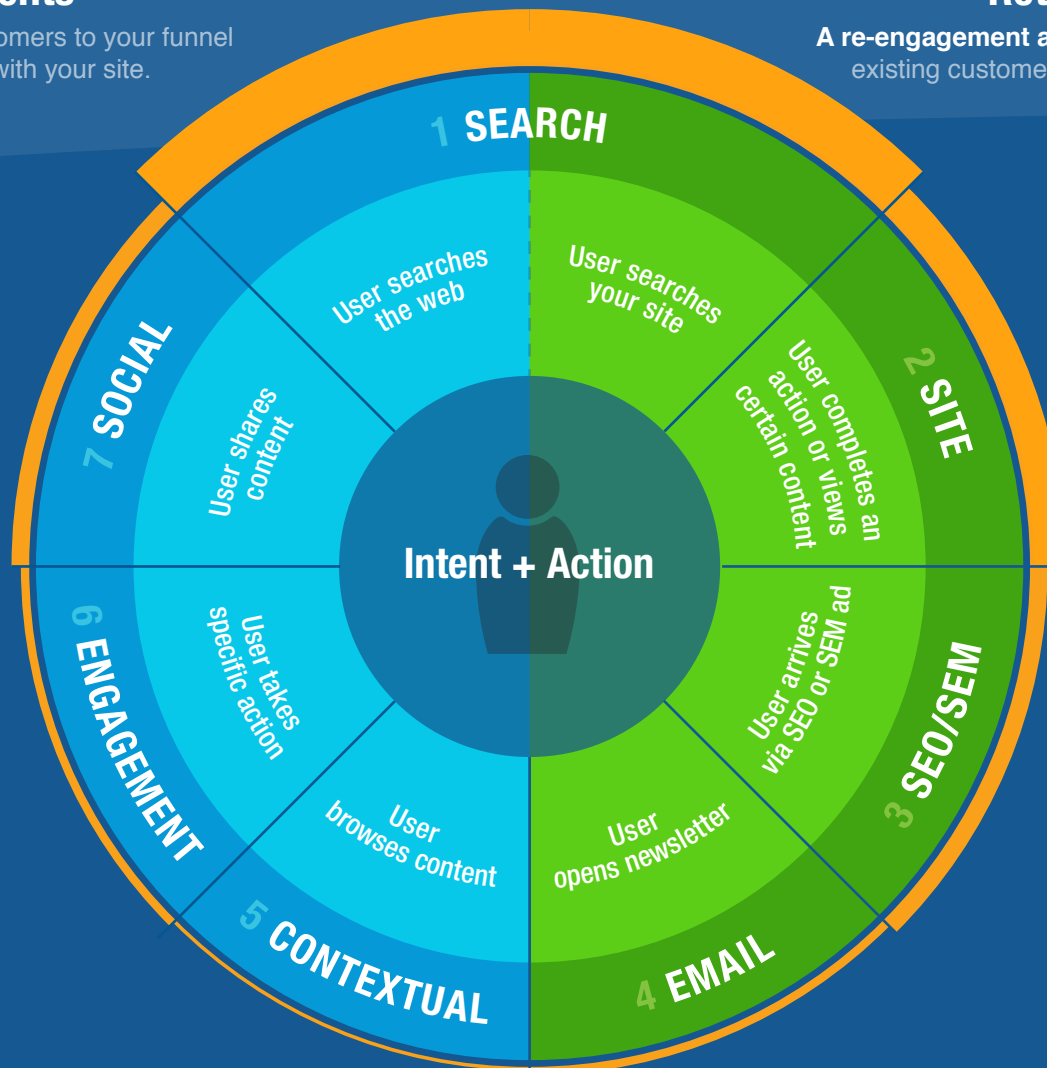 omers to your funnel
with your site.
A re-engagement a
existing custome
1 SEARCH
User searches
the web
User searches
your site
2 SITE
User completes an
action or views
certain content
3 SEO/SEM
User arrives
via SEO or SEM ad
4 EMAIL
User
opens newsletter
5 CONTEXTUAL
User
browses content
6 ENGAGEMENT
User takes
specific action
7 SOCIAL
User shares
content
Intent + Action